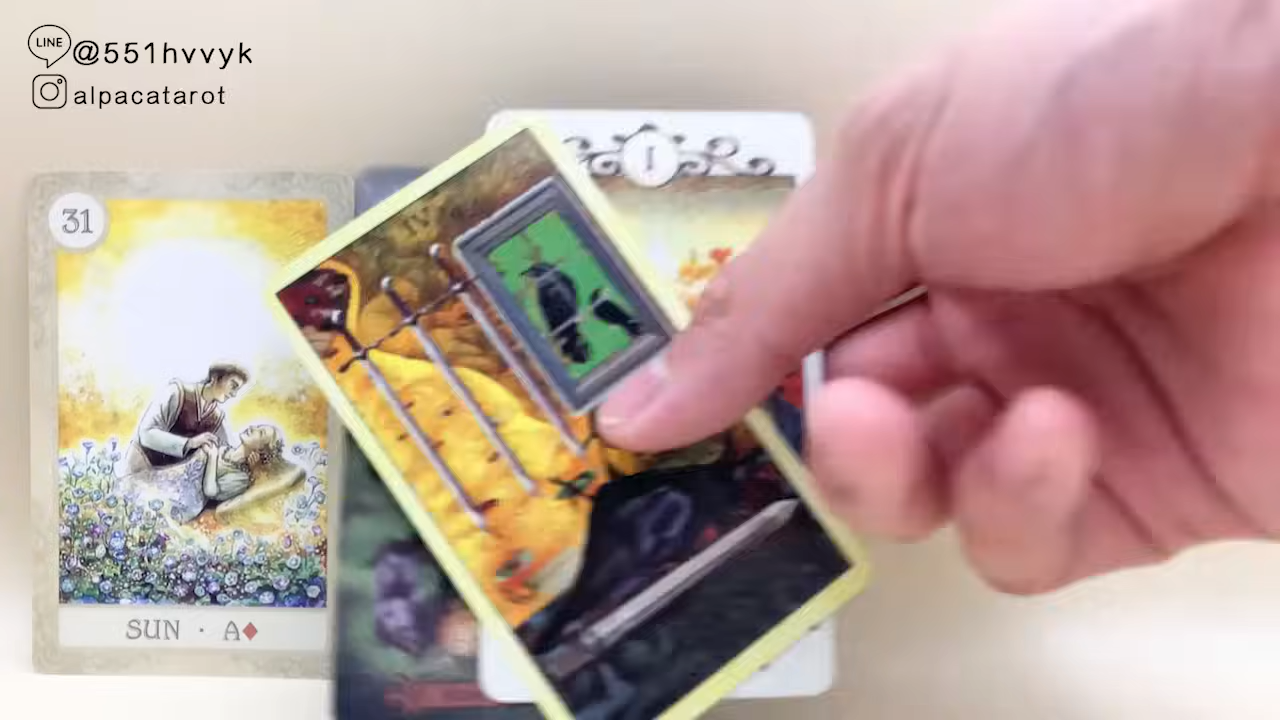 LINE @551hvvyk
alpacatarot
31
SUN · A♦
I
IV